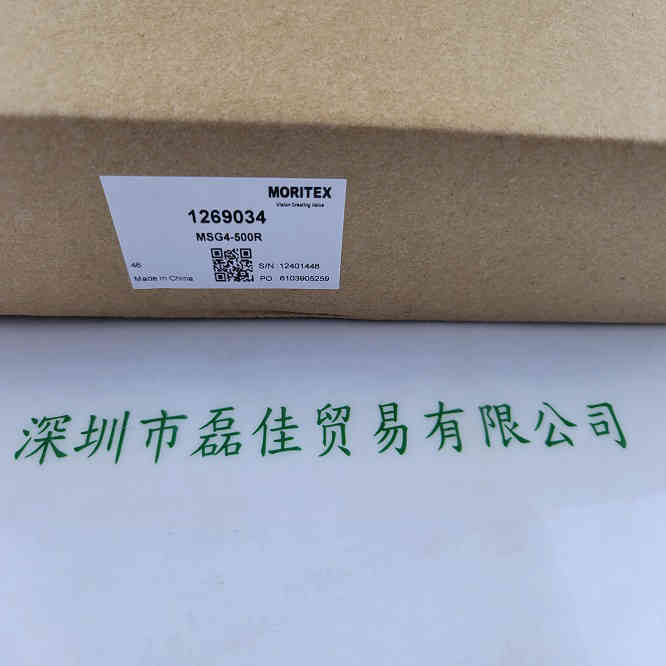 MORITEX
Vision Creating Value
1269034
MSG4-500R
46
S/N : 12401446
Made in China
PO : 6103905259
深圳市磊佳贸易有限公司